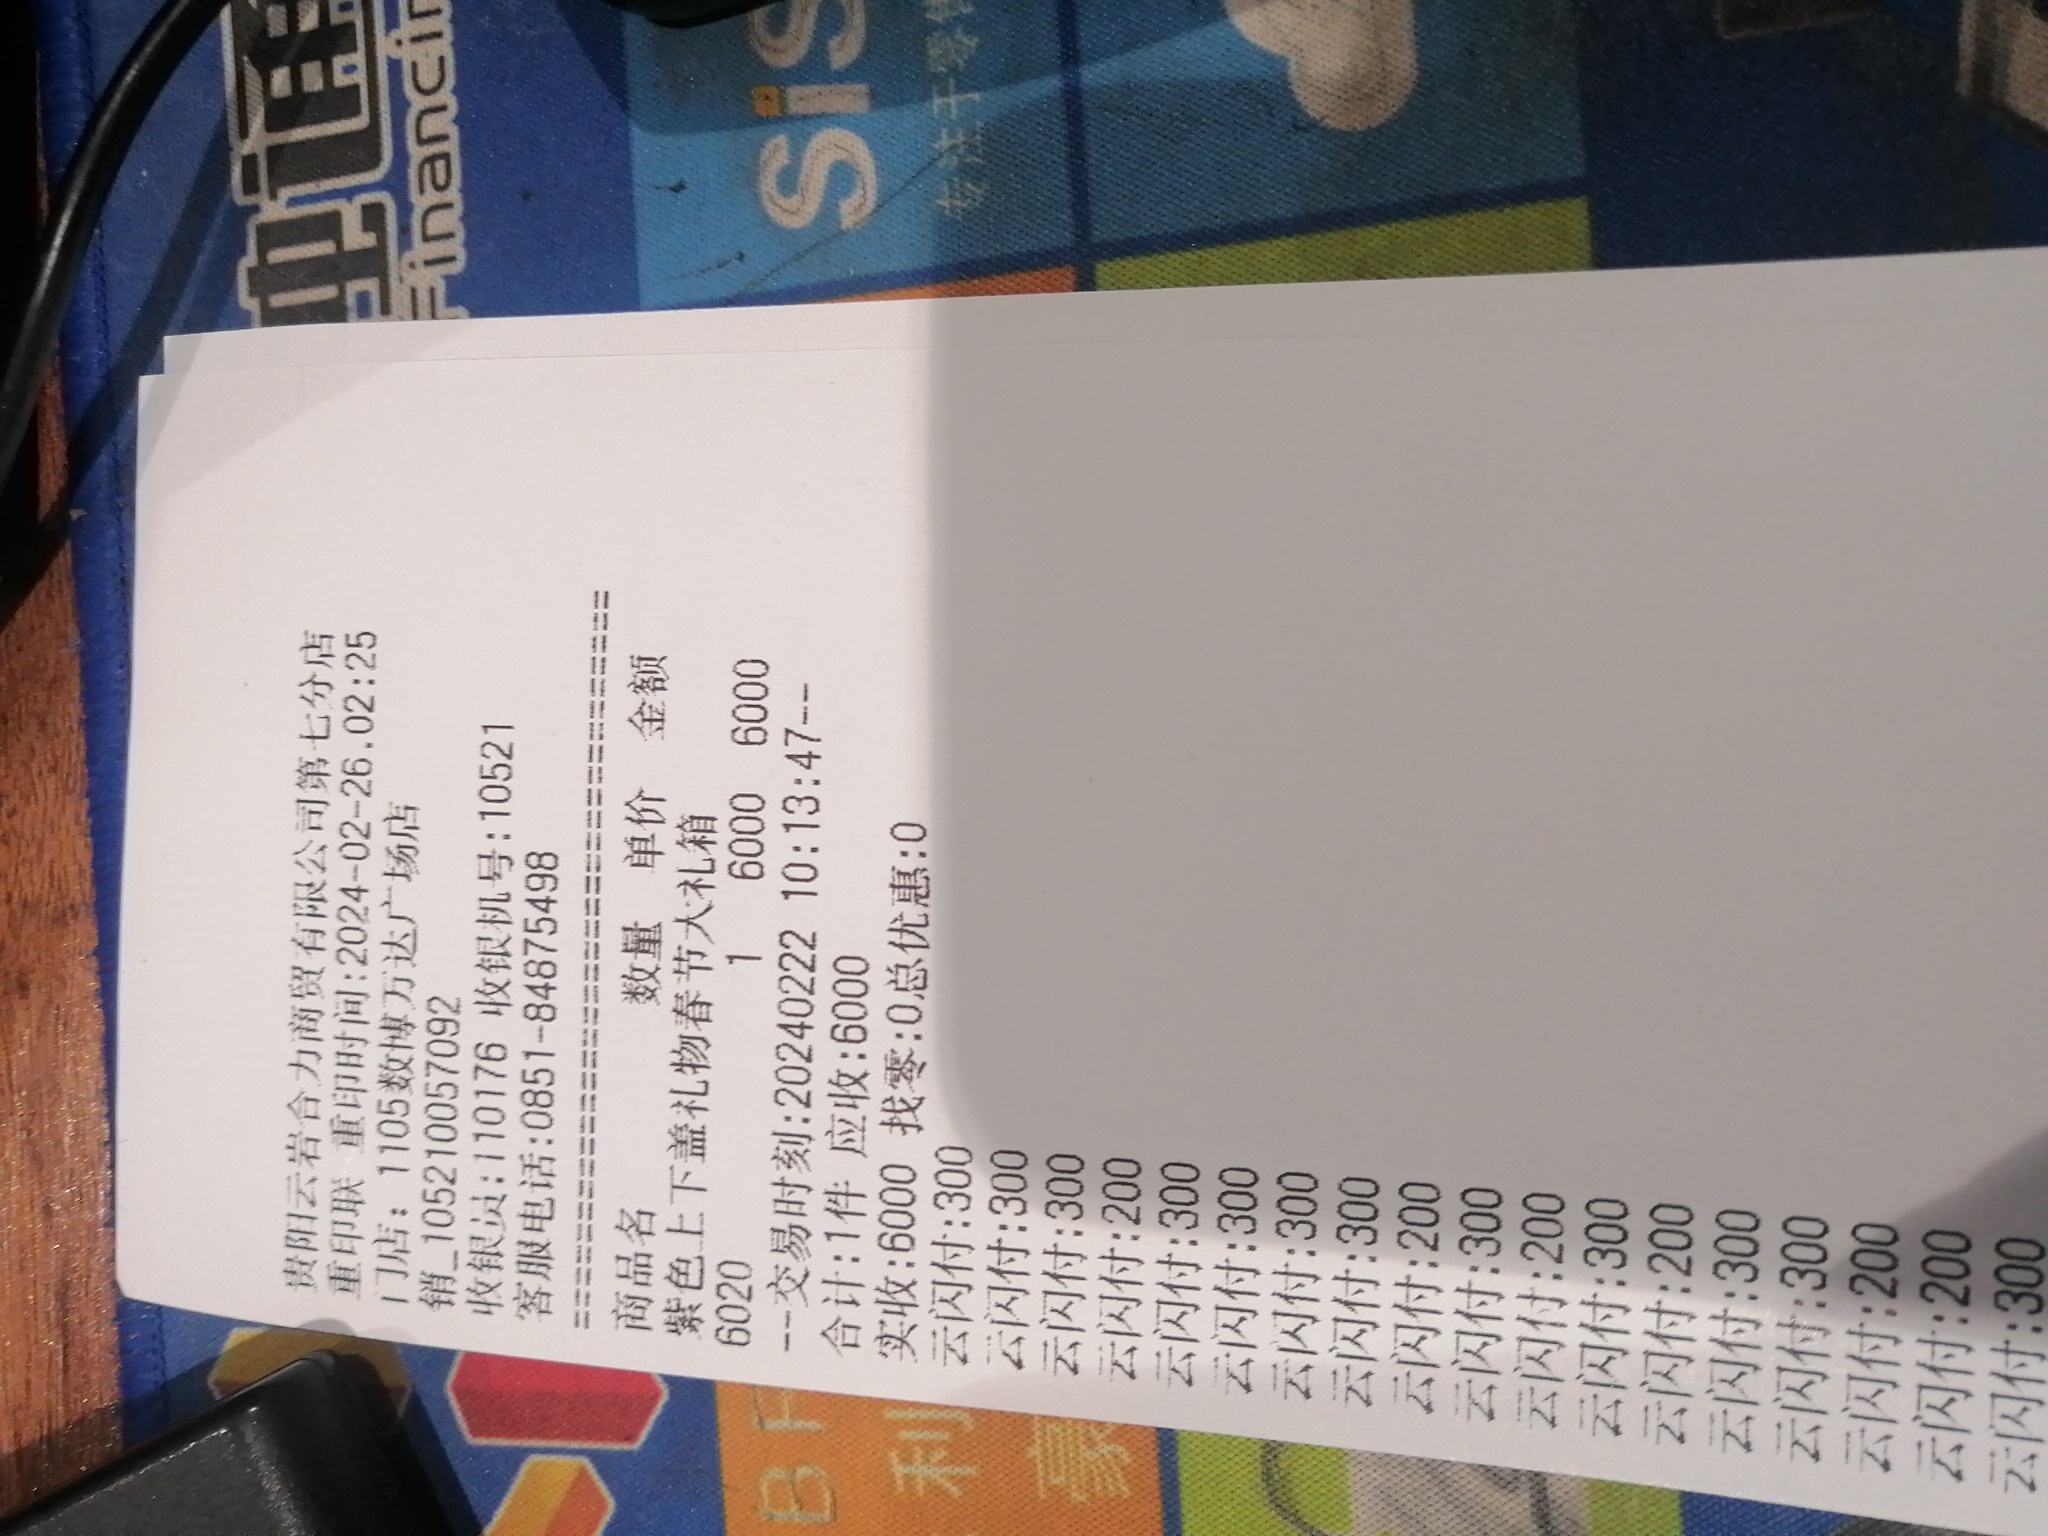 贵阳云岩合力商贸有限公司第七分店
重印联 重印时间:2024-02-26.02:25
门店: 1105数博万达广场店
销_105210057092
收银员:110176 收银机号:10521
客服电话:0851-84875498
================================
商品名 数量 单价 金额
紫色上下盖礼物春节大礼箱
6020 1 6000 6000
--交易时刻:20240222 10:13:47--
合计:1件 应收:6000
实收:6000 找零:0总优惠:0
云闪付:300
云闪付:300
云闪付:300
云闪付:200
云闪付:300
云闪付:300
云闪付:300
云闪付:300
云闪付:200
云闪付:300
云闪付:200
云闪付:300
云闪付:200
云闪付:300
云闪付:300
云闪付:200
云闪付:200
云闪付:300
Financin
SiS
专注于零售
利
赢